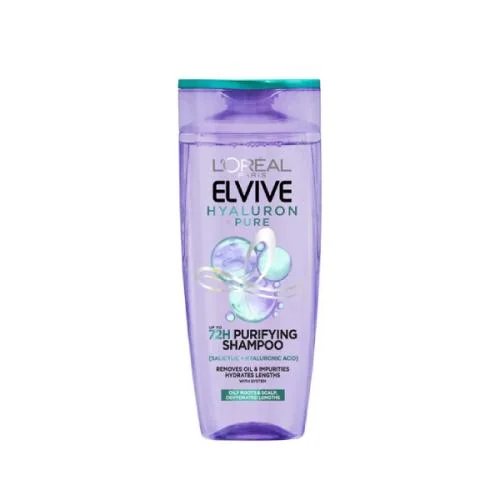 L'ORÉAL
PARIS
ELVIVE
HYALURON
PURE
UP TO
72H PURIFYING
SHAMPOO
[SALICYLIC + HYALURONIC ACID]
REMOVES OIL & IMPURITIES
HYDRATES LENGTHS
WITH SYSTEM
OILY ROOTS & SCALP,
DEHYDRATED LENGTHS